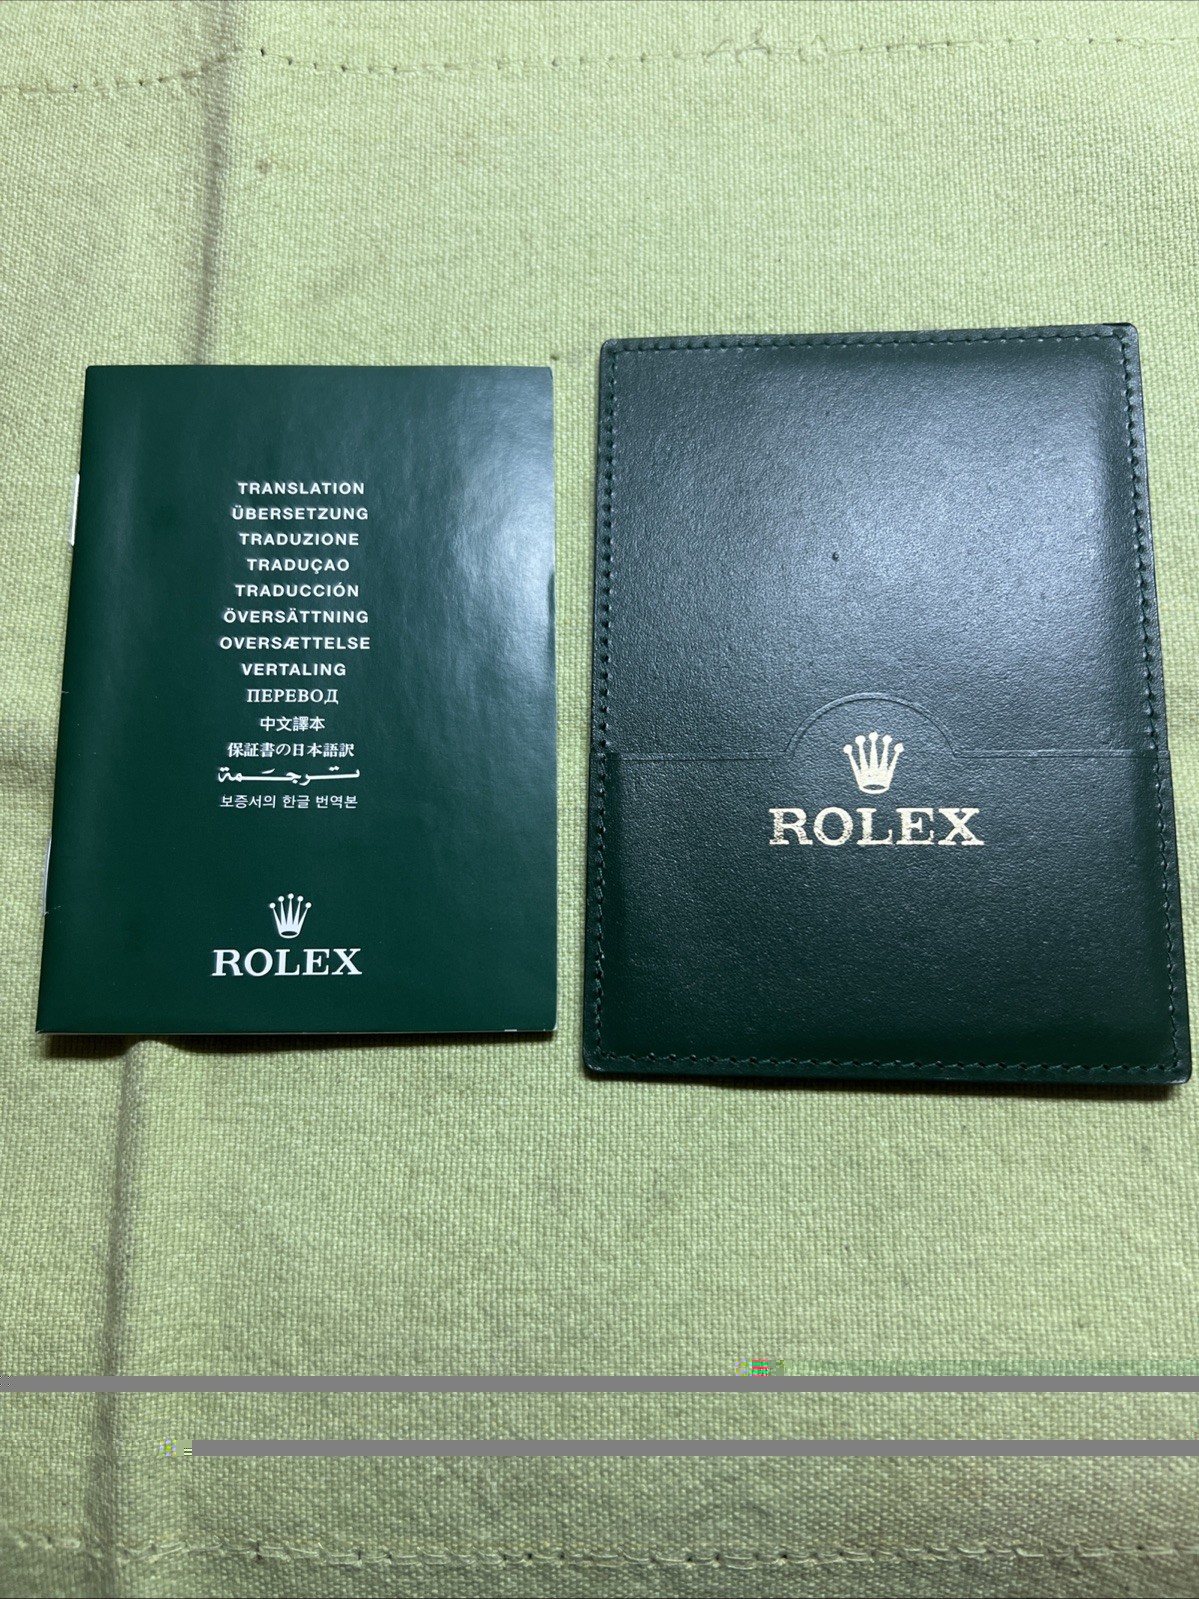 TRANSLATION
ÜBERSETZUNG
TRADUZIONE
TRADUÇAO
TRADUCCIÓN
ÖVERSÄTTNING
OVERSÆTTELSE
VERTALING
ПЕРЕВОД
中文譯本
保証書の日本語訳
ترجمة
보증서의 한글 번역본
ROLEX
ROLEX